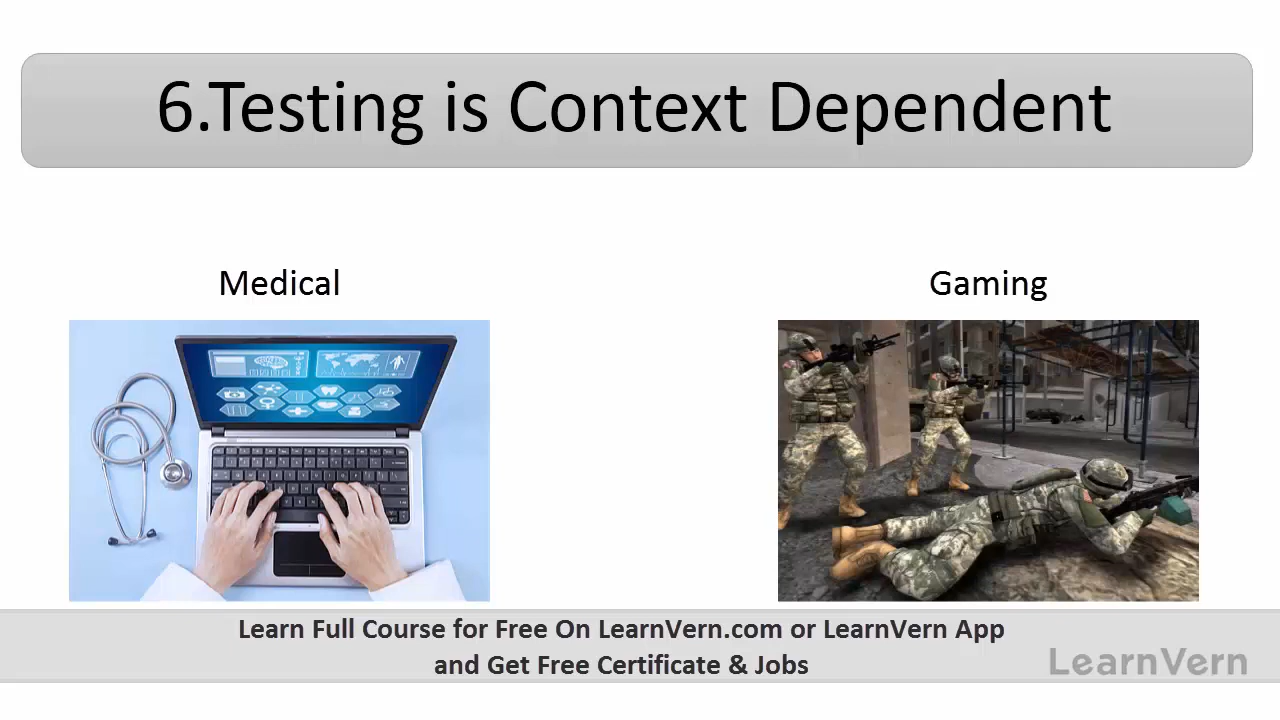 6.Testing is Context Dependent
Medical
Gaming
Learn Full Course for Free On LearnVern.com or LearnVern App
and Get Free Certificate & Jobs
LearnVern